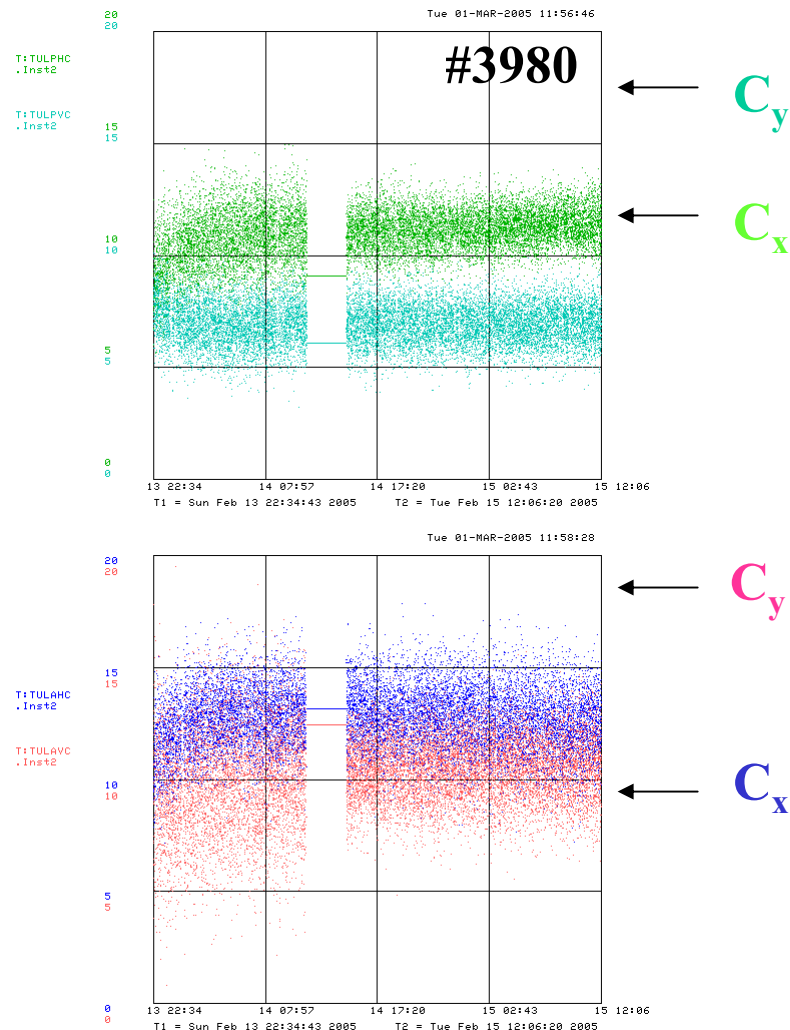 20
20
Tue 01-MAR-2005 11:56:46
#3980
T:TULPHC
.Inst2
Cy
T:TULPVC
.Inst2
15
15
Cx
10
10
5
5
0
0
13 22:34 14 07:57 14 17:20 15 02:43 15 12:06
T1 = Sun Feb 13 22:34:43 2005 T2 = Tue Feb 15 12:06:20 2005
Tue 01-MAR-2005 11:58:28
20
20
Cy
15
15
T:TULAHC
.Inst2
T:TULAVC
.Inst2
10
10
Cx
5
5
0
0
13 22:34 14 07:57 14 17:20 15 02:43 15 12:06
T1 = Sun Feb 13 22:34:43 2005 T2 = Tue Feb 15 12:06:20 2005